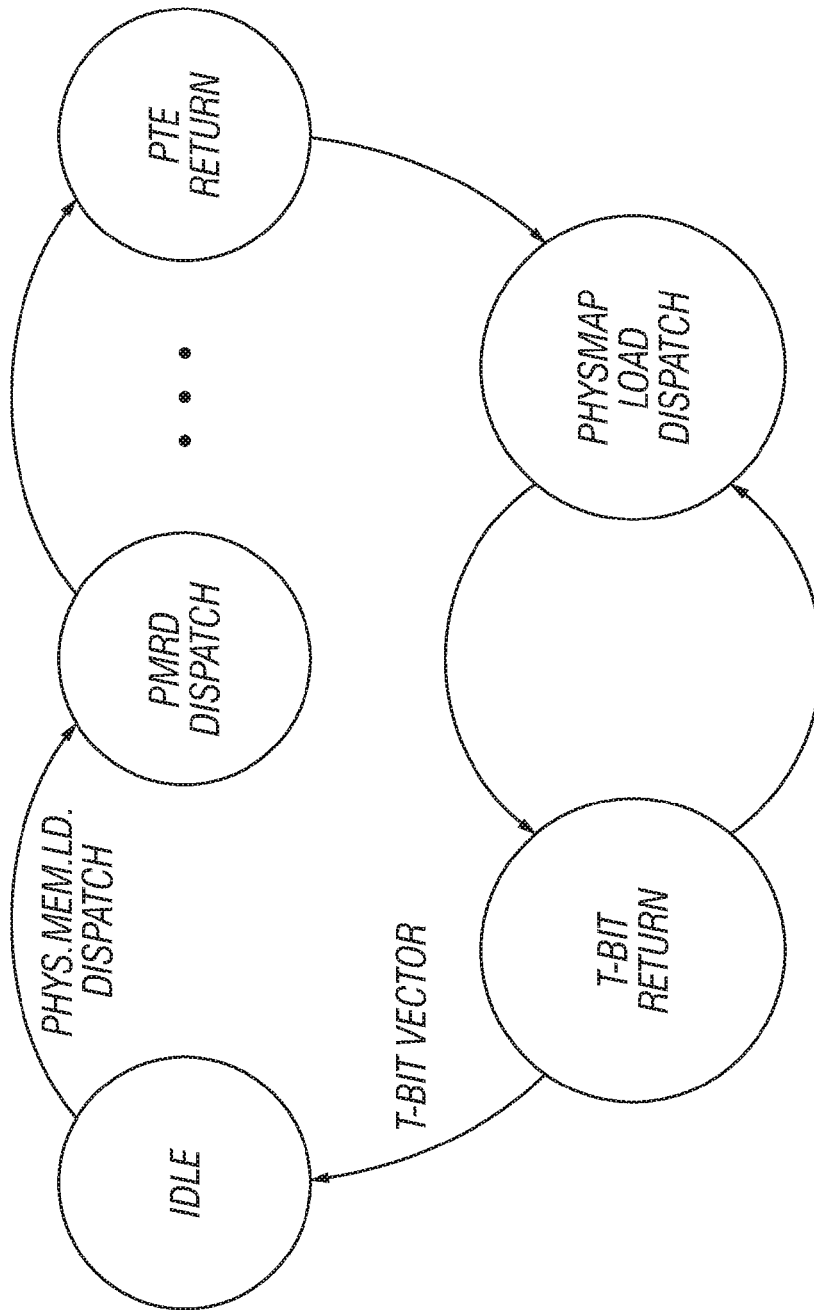 IDLE
PHYS.MEM.LD.
DISPATCH
PMRD
DISPATCH
• • •
PTE
RETURN
T-BIT VECTOR
T-BIT
RETURN
PHYSMAP
LOAD
DISPATCH